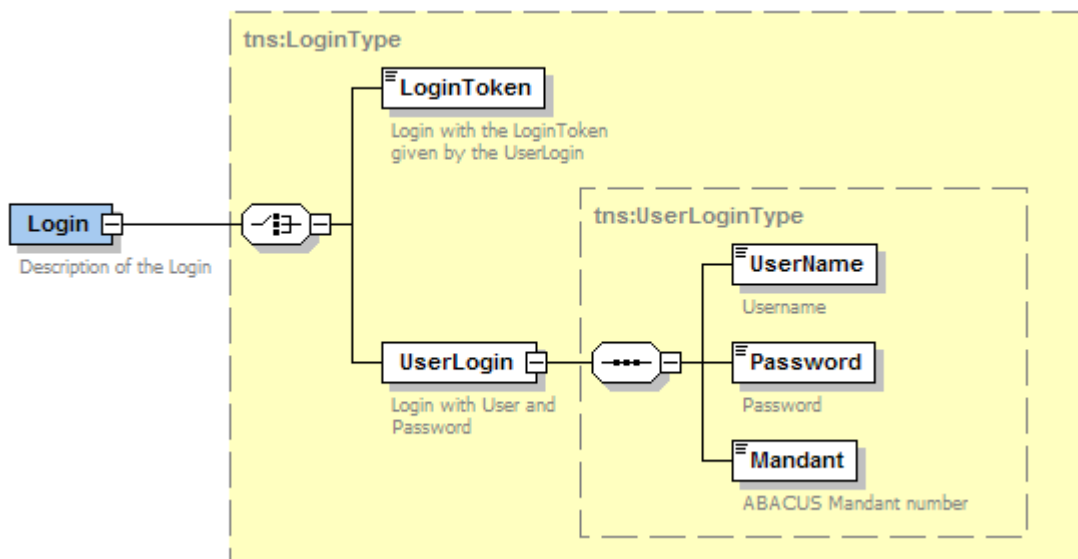 tns:LoginType
LoginToken
Login with the LoginToken
given by the UserLogin
Login
Description of the Login
tns:UserLoginType
UserName
Username
UserLogin
Login with User and
Password
Password
Password
Mandant
ABACUS Mandant number